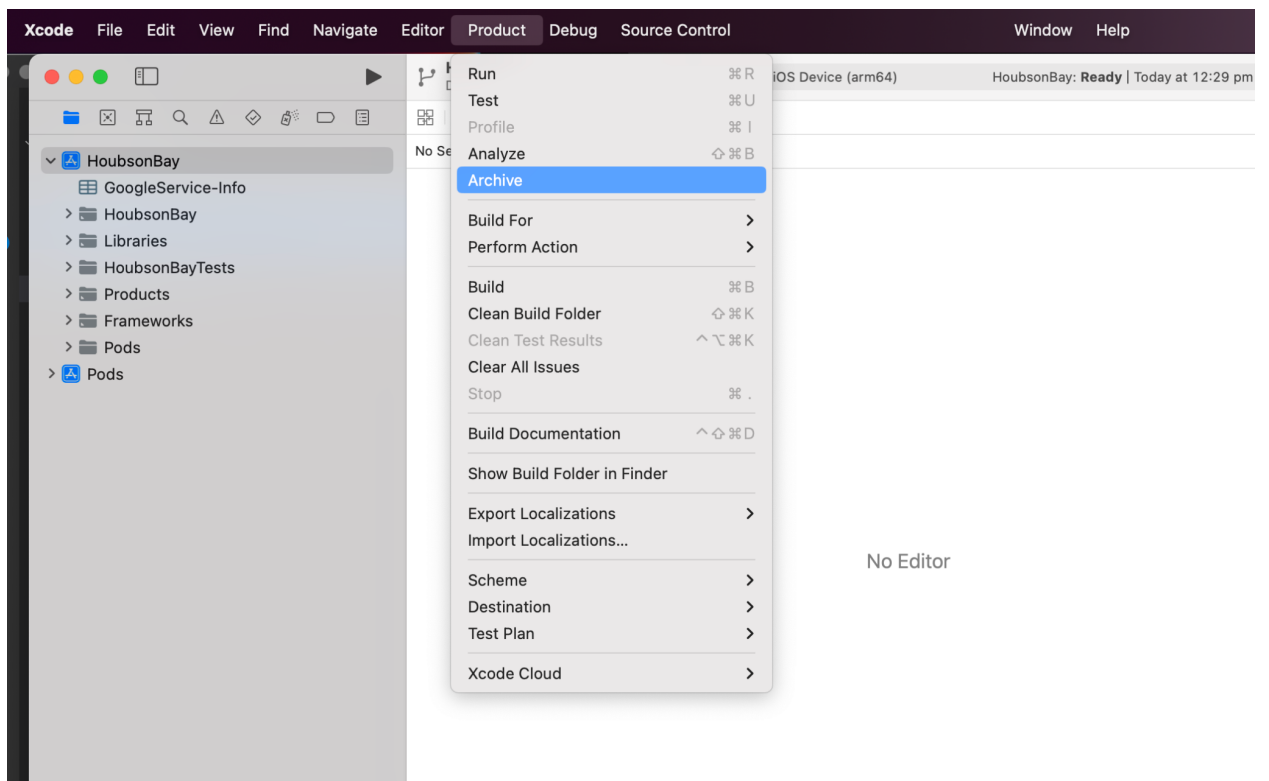 Xcode File Edit View Find Navigate Editor Product Debug Source Control Window Help
iOS Device (arm64) HoubsonBay: Ready | Today at 12:29 pm
No Se
HoubsonBay
GoogleService-Info
HoubsonBay
Libraries
HoubsonBayTests
Products
Frameworks
Pods
Pods
Run ⌘R
Test ⌘U
Profile ⌘I
Analyze ⇧⌘B
Archive
Build For
Perform Action
Build ⌘B
Clean Build Folder ⇧⌘K
Clean Test Results ^⌥⌘K
Clear All Issues
Stop ⌘.
Build Documentation ^⇧⌘D
Show Build Folder in Finder
Export Localizations
Import Localizations...
Scheme
Destination
Test Plan
Xcode Cloud
No Editor